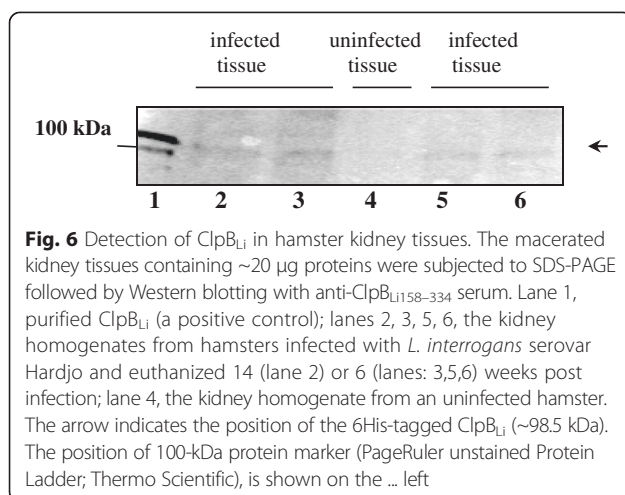 infected uninfected infected
tissue tissue tissue
100 kDa
1 2 3 4 5 6
Fig. 6 Detection of ClpBLi in hamster kidney tissues. The macerated
kidney tissues containing ~20 μg proteins were subjected to SDS-PAGE
followed by Western blotting with anti-ClpBLi158–334 serum. Lane 1,
purified ClpBLi (a positive control); lanes 2, 3, 5, 6, the kidney
homogenates from hamsters infected with L. interrogans serovar
Hardjo and euthanized 14 (lane 2) or 6 (lanes: 3,5,6) weeks post
infection; lane 4, the kidney homogenate from an uninfected hamster.
The arrow indicates the position of the 6His-tagged ClpBLi (~98.5 kDa).
The position of 100-kDa protein marker (PageRuler unstained Protein
Ladder; Thermo Scientific), is shown on the ... left